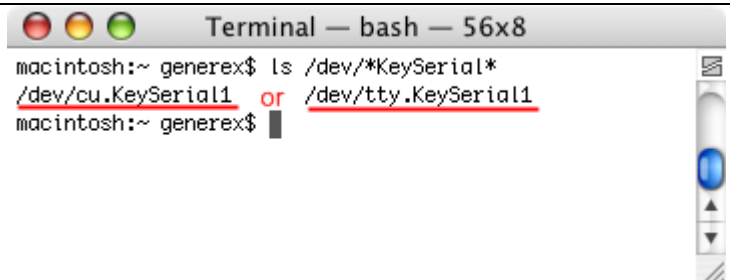 Terminal — bash — 56x8
macintosh:~ generex$ ls /dev/*KeySerial*
/dev/cu.KeySerial1 or /dev/tty.KeySerial1
macintosh:~ generex$